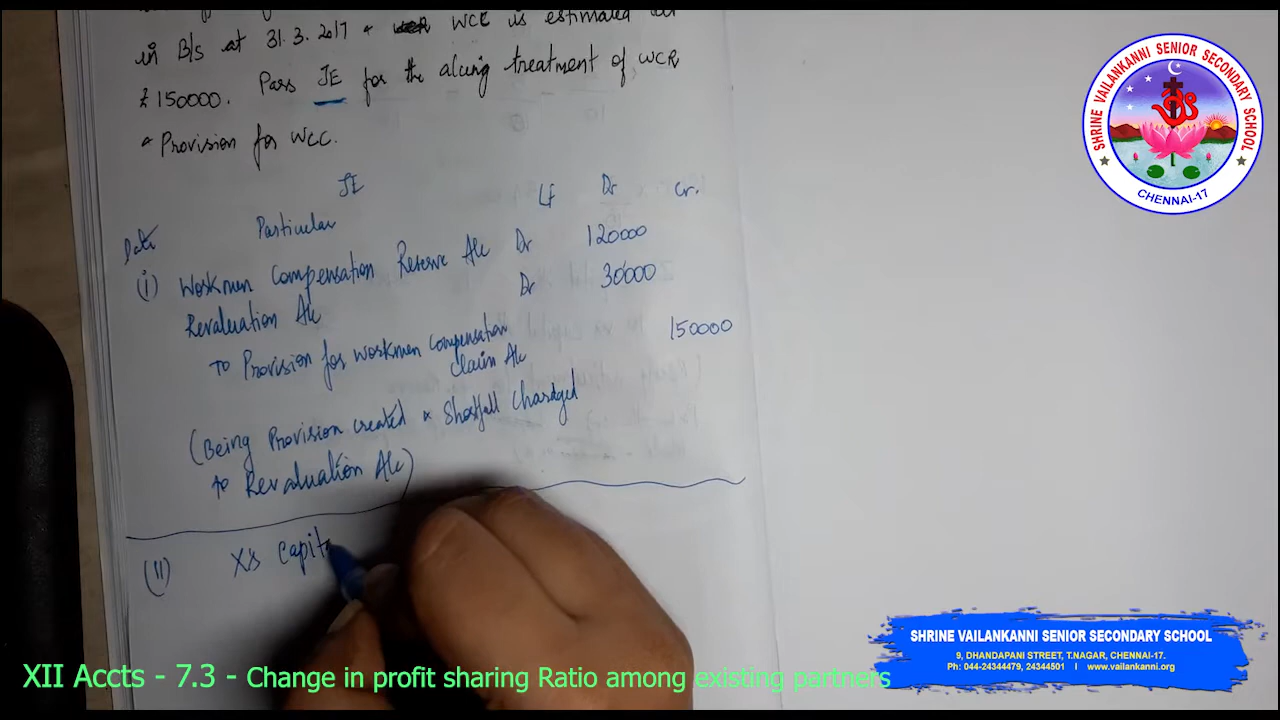 in B/s at 31.3.2017 & WCC is estimated at
₹150000. Pass JE for the acung treatment of WCR
& Provision for WCC.
JE
Date Particular LF Dr Cr.
(i) Workmen Compensation Reserve A/c Dr 120000
Revaluation A/c Dr 30000
To Provision for workmen compensation claim A/c 150000
(Being Provision created & Shortfall Charged
to Revaluation A/c)
(ii) X's Capita
SHRINE VAILANKANNI SENIOR SECONDARY SCHOOL
CHENNAI-17
SHRINE VAILANKANNI SENIOR SECONDARY SCHOOL
9, DHANDAPANI STREET, T.NAGAR, CHENNAI-17.
Ph: 044-24344479, 24344501 I www.vailankanni.org
XII Accts - 7.3 - Change in profit sharing Ratio among existing partners